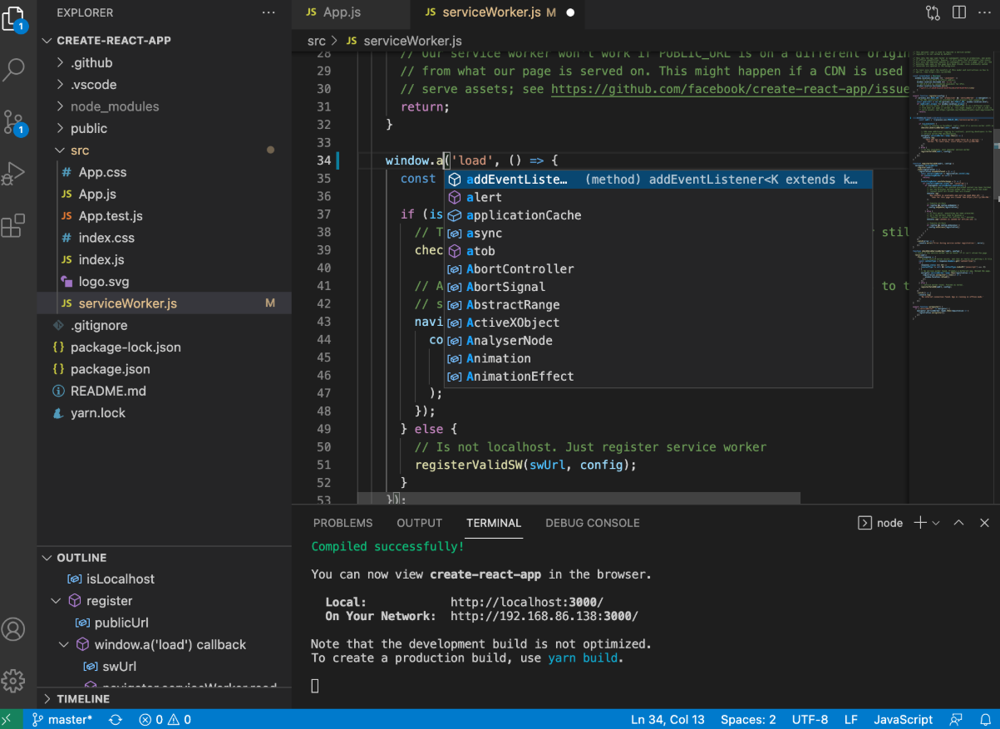 EXPLORER
CREATE-REACT-APP
.github
.vscode
node_modules
public
src
# App.css
JS App.js
JS App.test.js
# index.css
JS index.js
logo.svg
JS serviceWorker.js M
.gitignore
{} package-lock.json
{} package.json
README.md
yarn.lock
OUTLINE
isLocalhost
register
publicUrl
window.a('load') callback
swUrl
navigator.serviceWorker.read
TIMELINE
1
1
JS App.js
JS serviceWorker.js M
src > JS serviceWorker.js
28 // our service worker won't work if PUBLIC_URL is on a different origin
29 // from what our page is served on. This might happen if a CDN is used
30 // serve assets; see https://github.com/facebook/create-react-app/issue
31 return;
32 }
33
34 window.a('load', () => {
35 const
36
37 if (is
38 // T stil
39 chec
40
41 // A to t
42 // s
43 navi
44 co
45
46
47 );
48 });
49 } else {
50 // Is not localhost. Just register service worker
51 registerValidSW(swUrl, config);
52 }
53 });
addEventListe… (method) addEventListener<K extends k…
alert
applicationCache
async
atob
AbortController
AbortSignal
AbstractRange
ActiveXObject
AnalyserNode
Animation
AnimationEffect
PROBLEMS OUTPUT TERMINAL DEBUG CONSOLE
node
Compiled successfully!
You can now view create-react-app in the browser.
Local: http://localhost:3000/
On Your Network: http://192.168.86.138:3000/
Note that the development build is not optimized.
To create a production build, use yarn build.
master* 0 0 Ln 34, Col 13 Spaces: 2 UTF-8 LF JavaScript